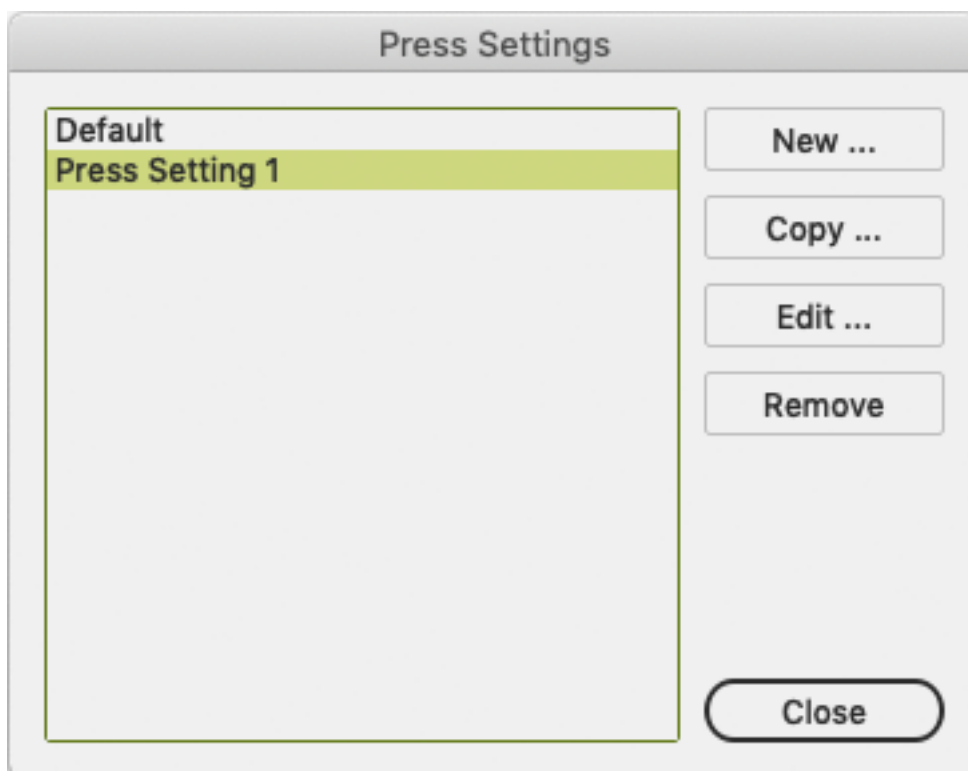 Press Settings
Default
Press Setting 1
New ...
Copy ...
Edit ...
Remove
Close